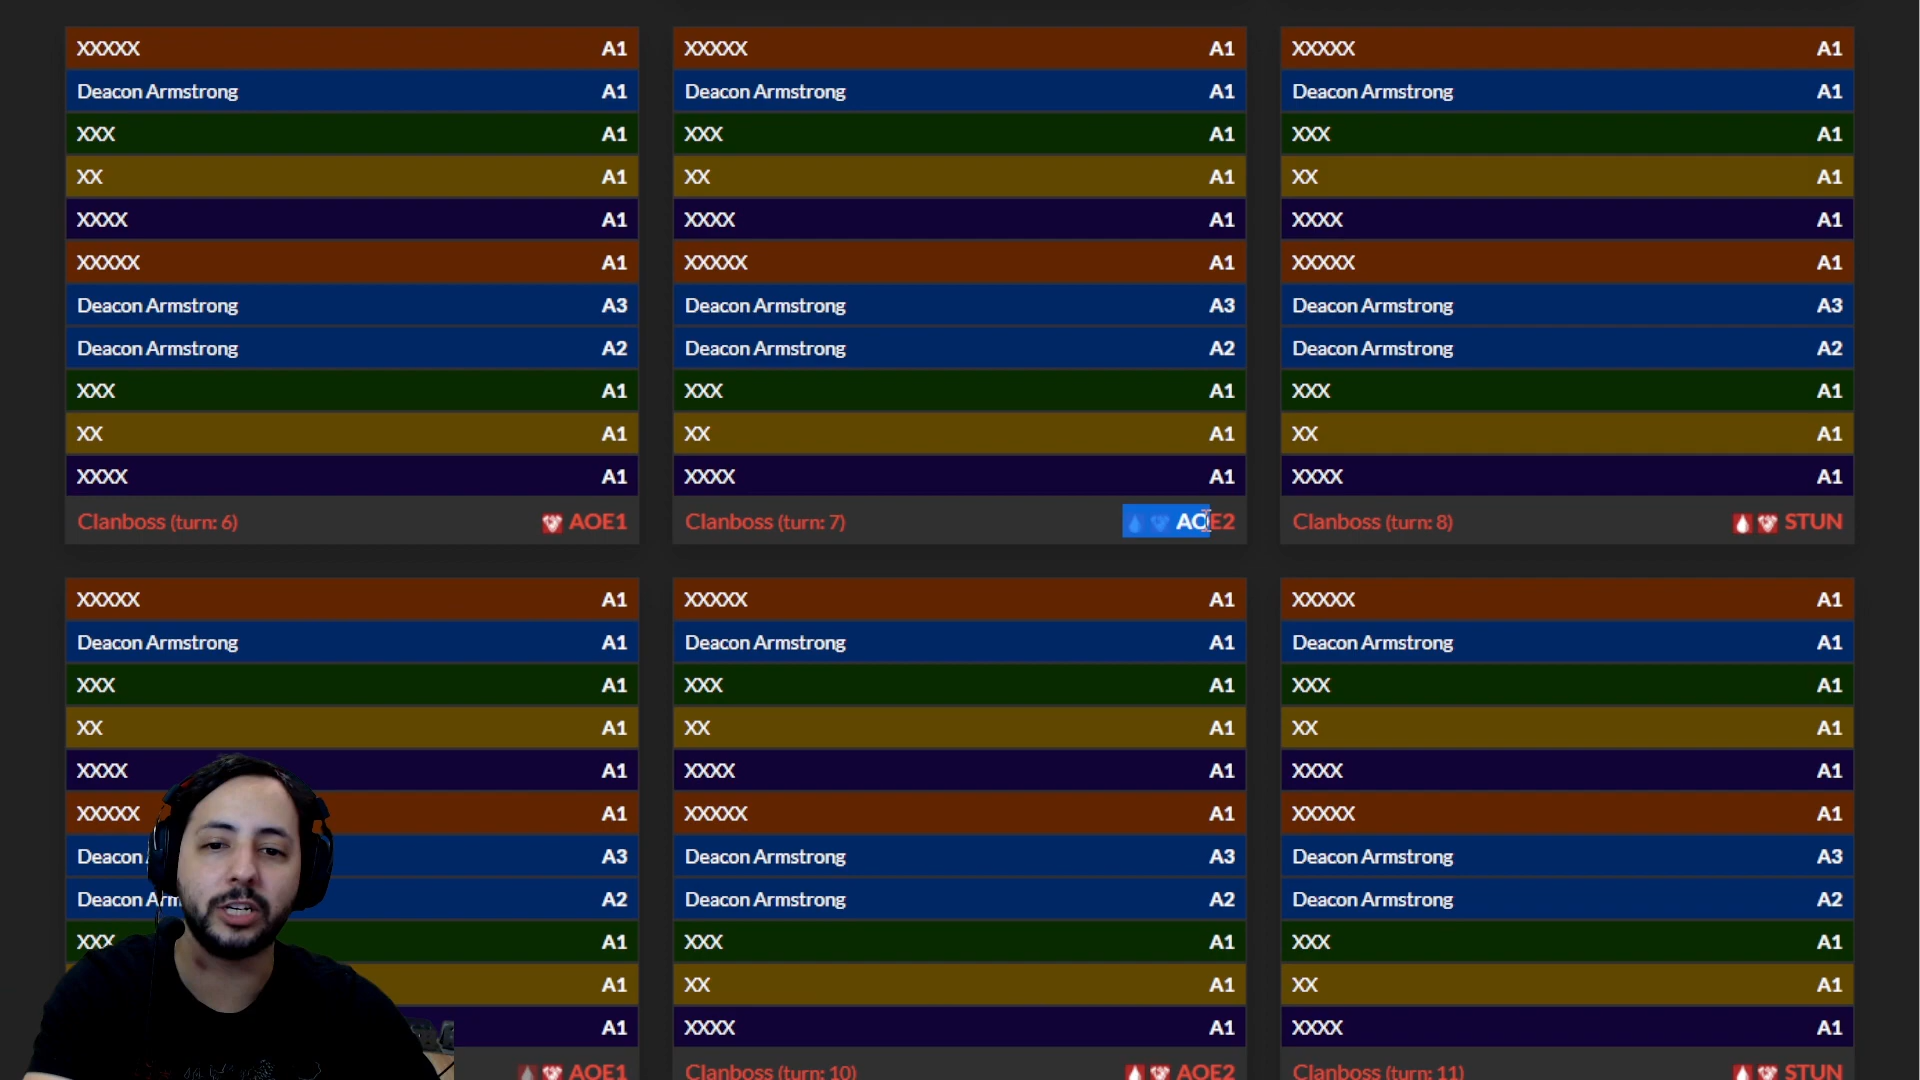 XXXXX A1
Deacon Armstrong A1
XXX A1
XX A1
XXXX A1
XXXXX A1
Deacon Armstrong A3
Deacon Armstrong A2
XXX A1
XX A1
XXXX A1
Clanboss (turn: 6) AOE1
XXXXX A1
Deacon Armstrong A1
XXX A1
XX A1
XXXX A1
XXXXX A1
Deacon Armstrong A3
Deacon Armstrong A2
XXX A1
XX A1
XXXX A1
Clanboss (turn: 7) AOE2
XXXXX A1
Deacon Armstrong A1
XXX A1
XX A1
XXXX A1
XXXXX A1
Deacon Armstrong A3
Deacon Armstrong A2
XXX A1
XX A1
XXXX A1
Clanboss (turn: 8) STUN
XXXXX A1
Deacon Armstrong A1
XXX A1
XX A1
XXXX A1
XXXXX A1
Deacon A3
Deacon Arm A2
XXX A1
A1
A1
AOE1
XXXXX A1
Deacon Armstrong A1
XXX A1
XX A1
XXXX A1
XXXXX A1
Deacon Armstrong A3
Deacon Armstrong A2
XXX A1
XX A1
XXXX A1
Clanboss (turn: 10) AOE2
XXXXX A1
Deacon Armstrong A1
XXX A1
XX A1
XXXX A1
XXXXX A1
Deacon Armstrong A3
Deacon Armstrong A2
XXX A1
XX A1
XXXX A1
Clanboss (turn: 11) STUN